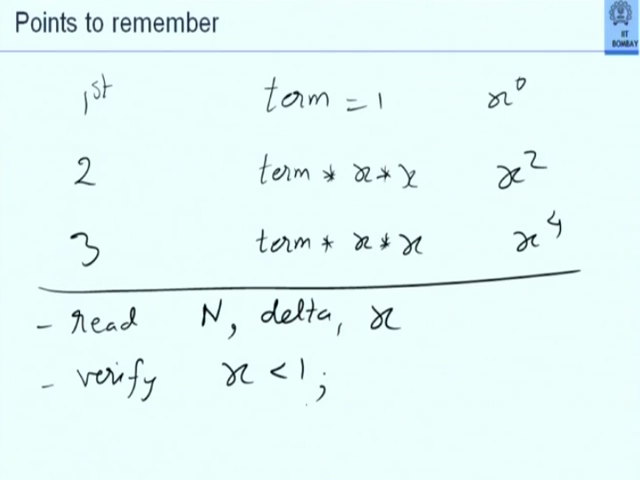 Points to remember
IIT
BOMBAY
1st term = 1 x⁰
2 term * x * x x²
3 term * x * x x⁴
- read N, delta, x
- verify x < 1;